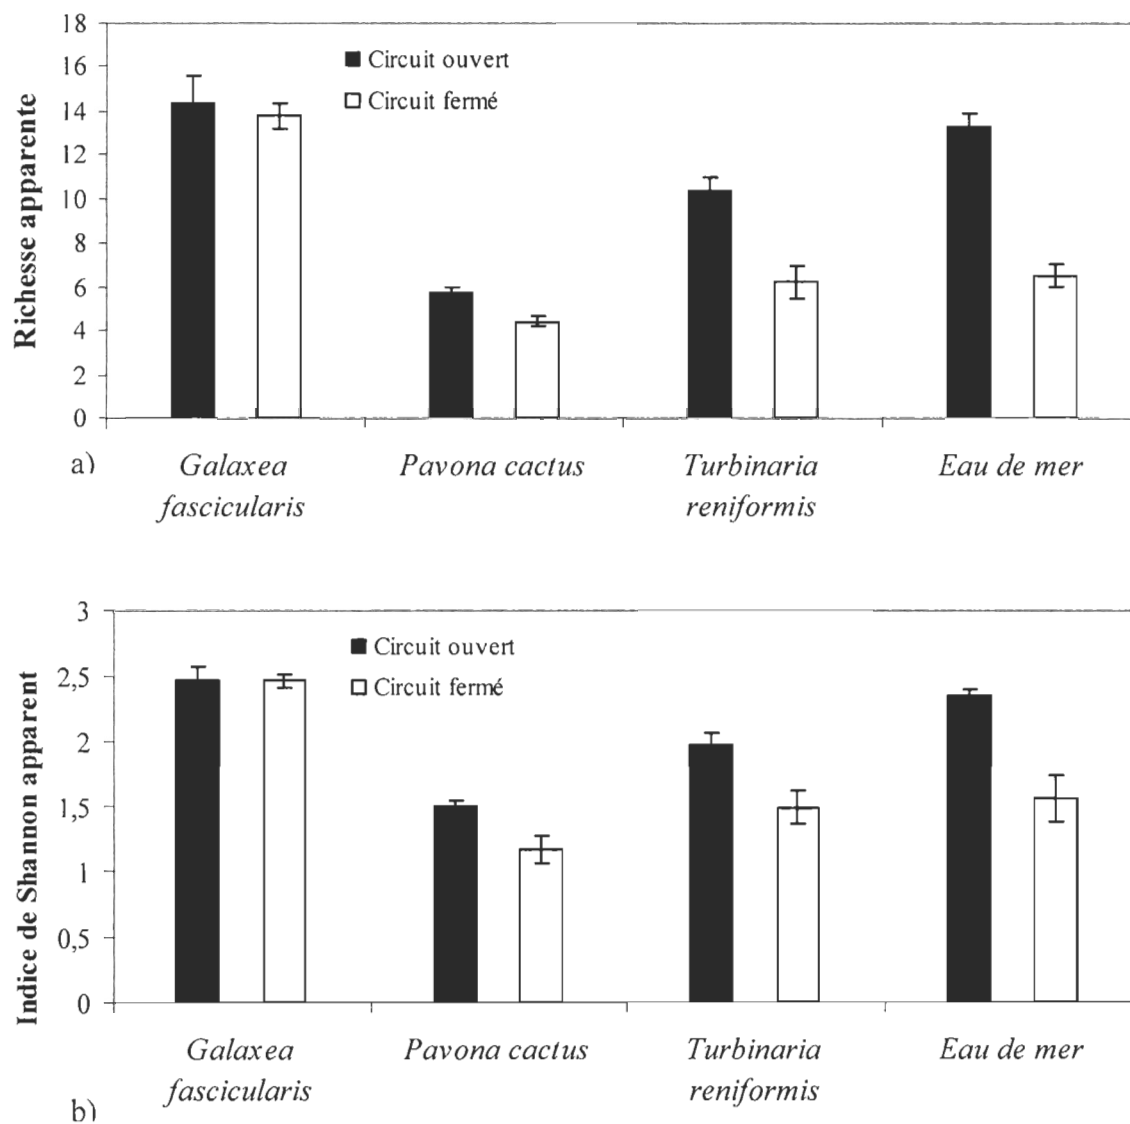 Richesse apparente
18
16
14
12
10
8
6
4
2
0
Circuit ouvert
Circuit fermé
a)
Galaxea
fascicularis
Pavona cactus
Turbinaria
reniformis
Eau de mer
Indice de Shannon apparent
3
2,5
2
1,5
1
0,5
0
Circuit ouvert
Circuit fermé
Galaxea
fascicularis
Pavona cactus
Turbinaria
reniformis
Eau de mer
b)